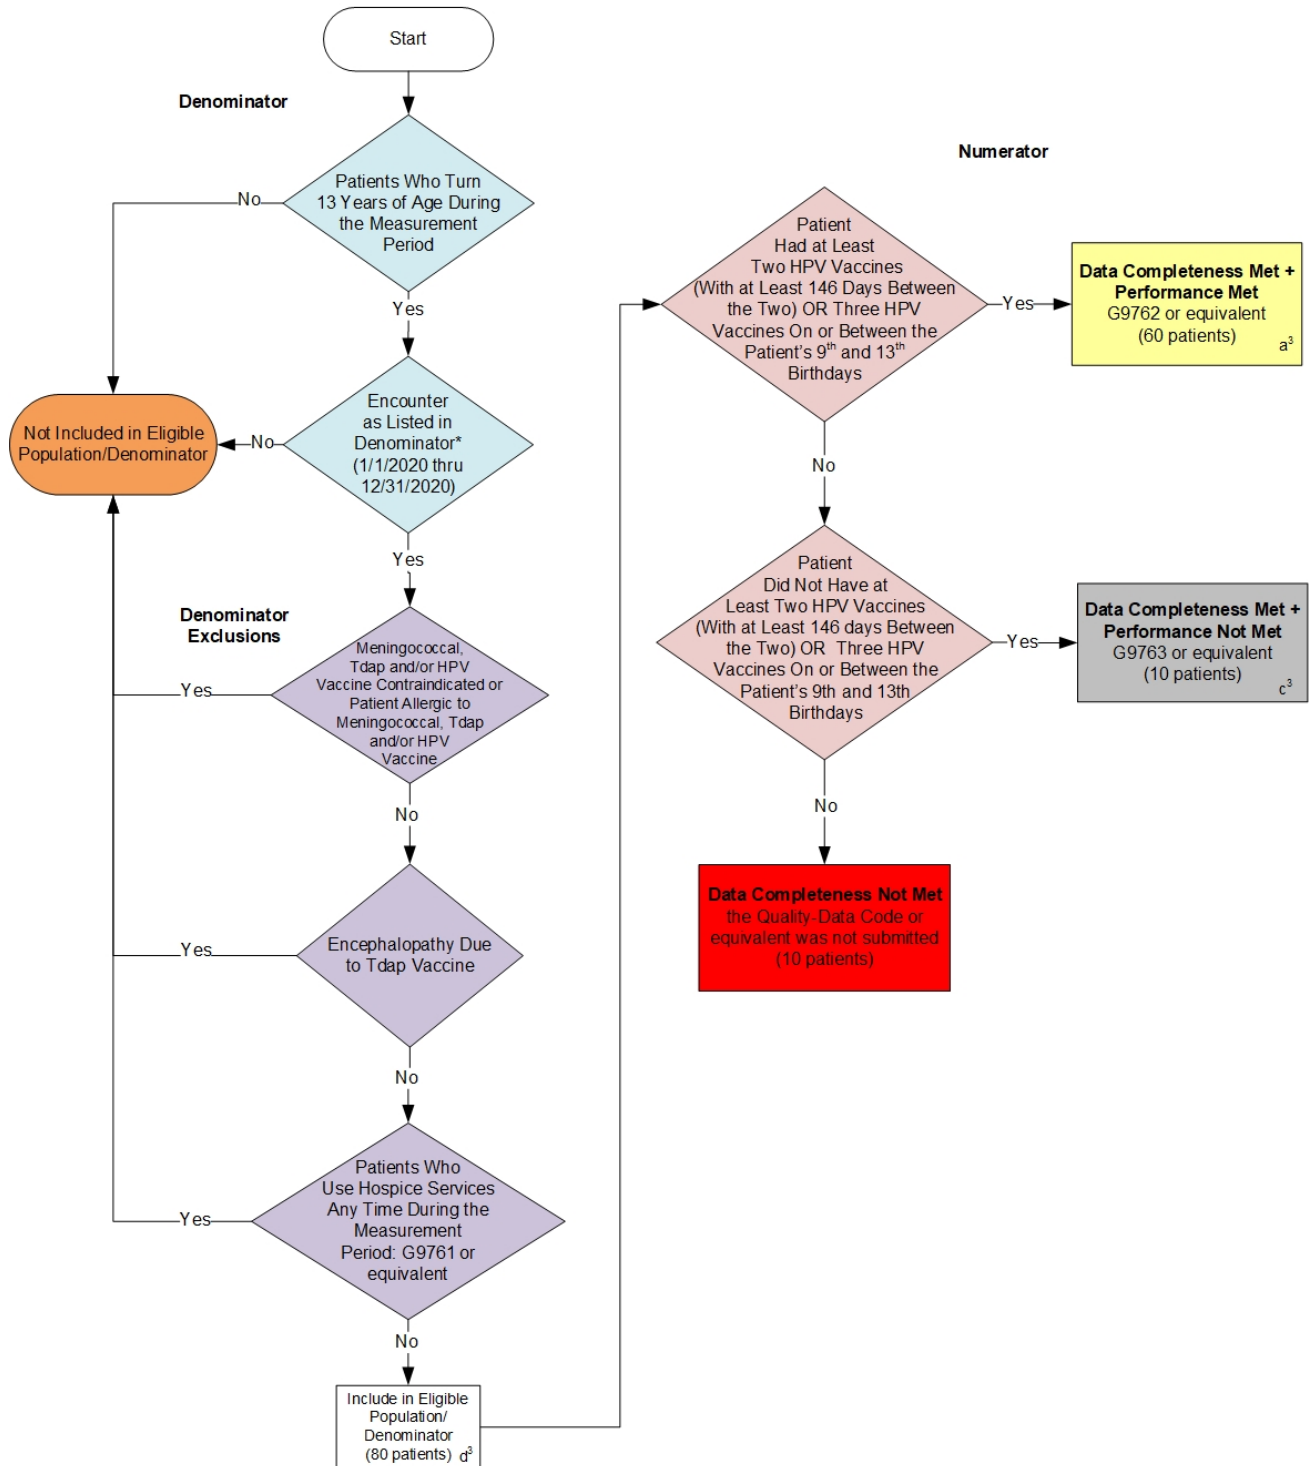 Start
Denominator
Patients Who Turn
13 Years of Age During
the Measurement
Period
No
Yes
Encounter
as Listed in
Denominator*
(1/1/2020 thru
12/31/2020)
No
Not Included in Eligible
Population/Denominator
Yes
Denominator
Exclusions
Meningococcal,
Tdap and/or HPV
Vaccine Contraindicated or
Patient Allergic to
Meningococcal, Tdap
and/or HPV
Vaccine
Yes
No
Encephalopathy Due
to Tdap Vaccine
Yes
No
Patients Who
Use Hospice Services
Any Time During the
Measurement
Period: G9761 or
equivalent
Yes
No
Include in Eligible
Population/
Denominator
(80 patients) d³
Numerator
Patient
Had at Least
Two HPV Vaccines
(With at Least 146 Days Between
the Two) OR Three HPV
Vaccines On or Between the
Patient's 9th and 13th
Birthdays
Yes
Data Completeness Met +
Performance Met
G9762 or equivalent
(60 patients)
a³
No
Patient
Did Not Have at
Least Two HPV Vaccines
(With at Least 146 days Between
the Two) OR Three HPV
Vaccines On or Between the
Patient's 9th and 13th
Birthdays
Yes
Data Completeness Met +
Performance Not Met
G9763 or equivalent
(10 patients)
c³
No
Data Completeness Not Met
the Quality-Data Code or
equivalent was not submitted
(10 patients)